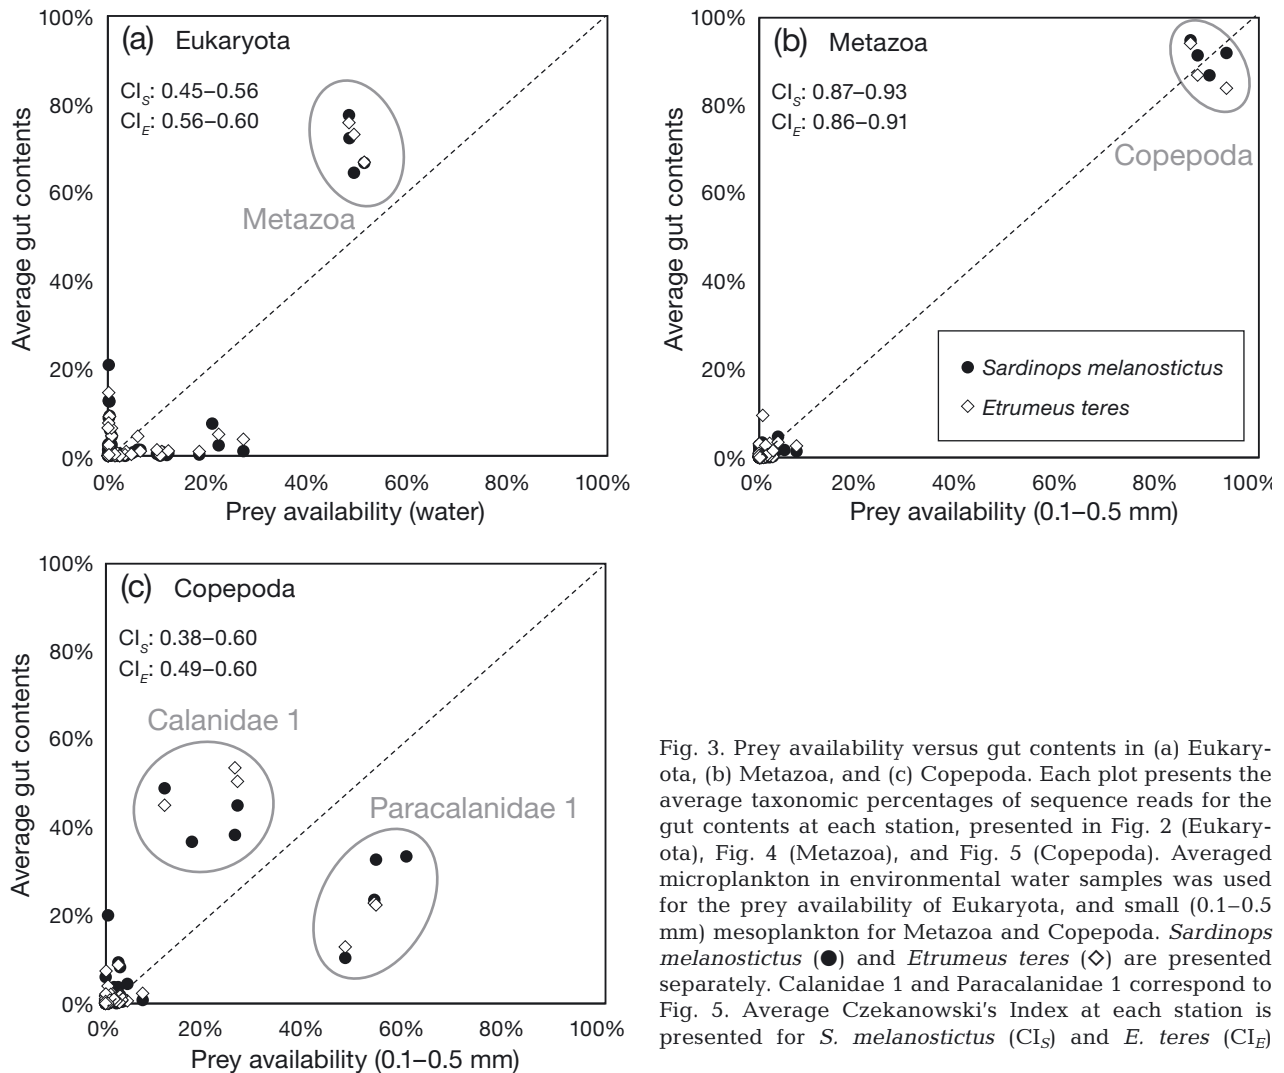 (a) Eukaryota
CI_S: 0.45–0.56
CI_E: 0.56–0.60
Metazoa
Average gut contents
100%
80%
60%
40%
20%
0%
0% 20% 40% 60% 80% 100%
Prey availability (water)
(b) Metazoa
CI_S: 0.87–0.93
CI_E: 0.86–0.91
Copepoda
Sardinops melanostictus
Etrumeus teres
Average gut contents
100%
80%
60%
40%
20%
0%
0% 20% 40% 60% 80% 100%
Prey availability (0.1–0.5 mm)
(c) Copepoda
CI_S: 0.38–0.60
CI_E: 0.49–0.60
Calanidae 1
Paracalanidae 1
Average gut contents
100%
80%
60%
40%
20%
0%
0% 20% 40% 60% 80% 100%
Prey availability (0.1–0.5 mm)
Fig. 3. Prey availability versus gut contents in (a) Eukary-
ota, (b) Metazoa, and (c) Copepoda. Each plot presents the
average taxonomic percentages of sequence reads for the
gut contents at each station, presented in Fig. 2 (Eukary-
ota), Fig. 4 (Metazoa), and Fig. 5 (Copepoda). Averaged
microplankton in environmental water samples was used
for the prey availability of Eukaryota, and small (0.1–0.5
mm) mesoplankton for Metazoa and Copepoda. Sardinops
melanostictus (●) and Etrumeus teres (◇) are presented
separately. Calanidae 1 and Paracalanidae 1 correspond to
Fig. 5. Average Czekanowski's Index at each station is
presented for S. melanostictus (CI_S) and E. teres (CI_E)